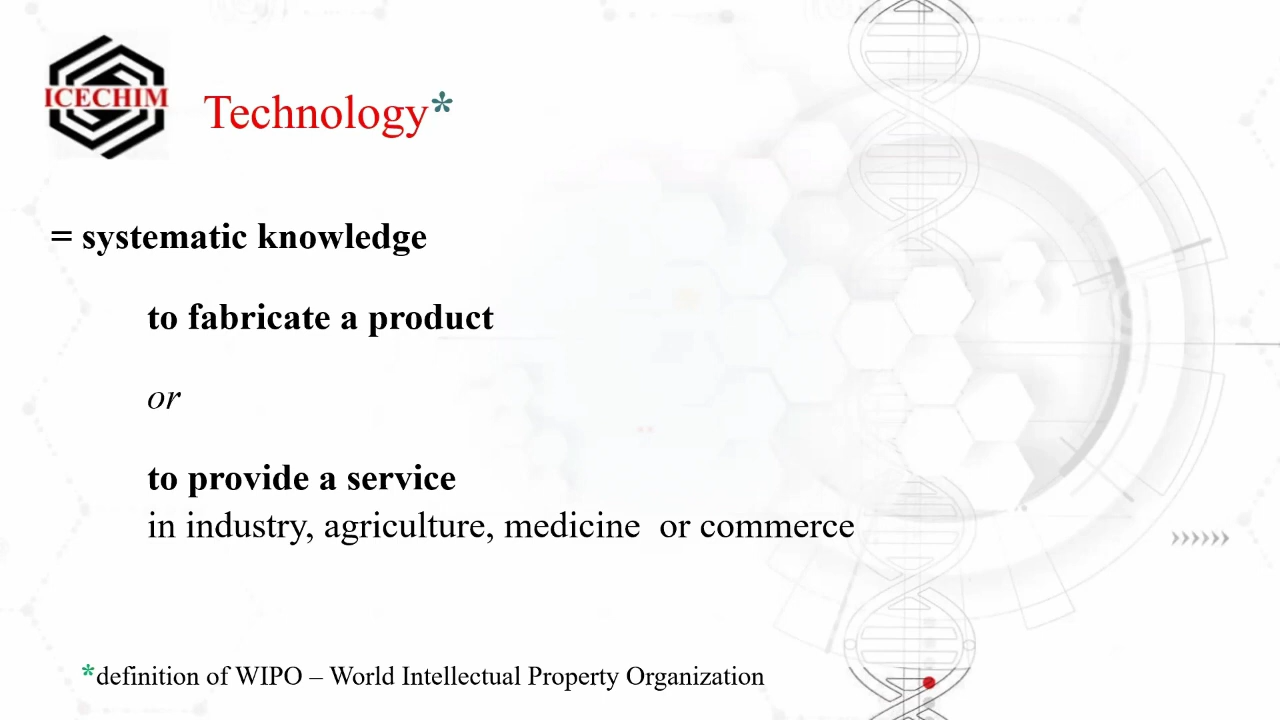 ICECHIM
Technology*
= systematic knowledge
to fabricate a product
or
to provide a service
in industry, agriculture, medicine or commerce
*definition of WIPO – World Intellectual Property Organization